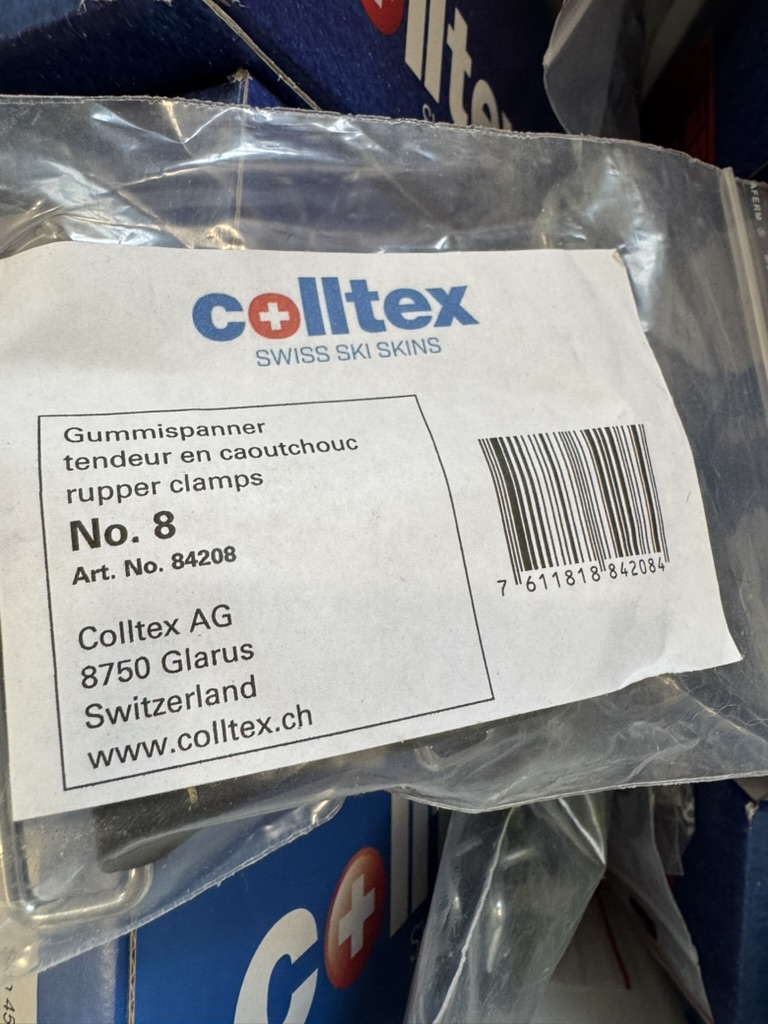 colltex
SWISS SKI SKINS
Gummispanner
tendeur en caoutchouc
rupper clamps
No. 8
Art. No. 84208
Colltex AG
8750 Glarus
Switzerland
www.colltex.ch
7 611818 842084